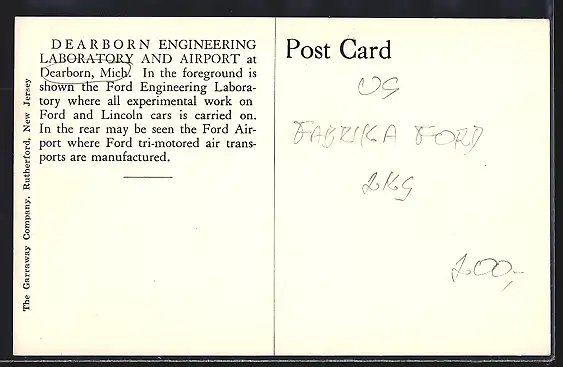 DEARBORN ENGINEERING
LABORATORY AND AIRPORT at
Dearborn, Mich. In the foreground is
shown the Ford Engineering Labora-
tory where all experimental work on
Ford and Lincoln cars is carried on.
In the rear may be seen the Ford Air-
port where Ford tri-motored air trans-
ports are manufactured.
The Garraway Company, Rutherford, New Jersey
Post Card
US
FABRIKA FORD